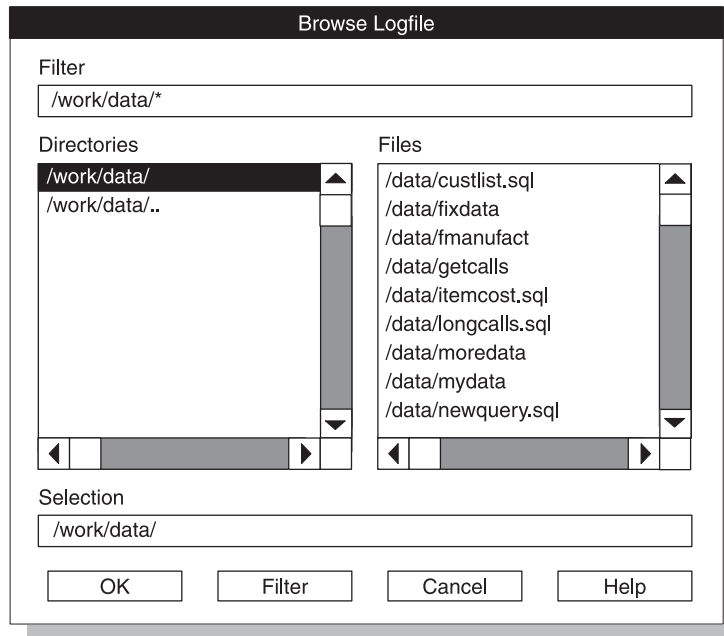 Browse Logfile
Filter
/work/data/*
Directories
/work/data/
/work/data/..
Files
/data/custlist.sql
/data/fixdata
/data/fmanufact
/data/getcalls
/data/itemcost.sql
/data/longcalls.sql
/data/moredata
/data/mydata
/data/newquery.sql
Selection
/work/data/
OK Filter Cancel Help